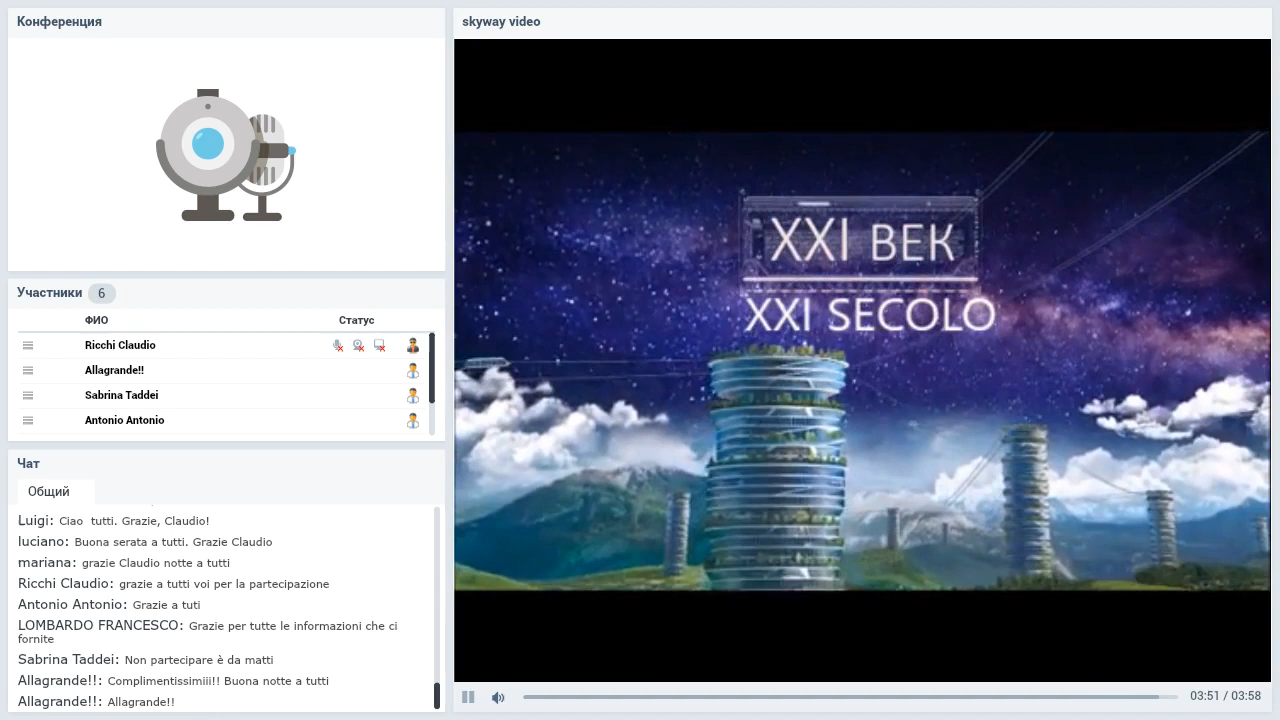 Конференция
Участники 6
ФИО Статус
Ricchi Claudio
Allagrande!!
Sabrina Taddei
Antonio Antonio
Чат
Общий
Luigi: Ciao tutti. Grazie, Claudio!
luciano: Buona serata a tutti. Grazie Claudio
mariana: grazie Claudio notte a tutti
Ricchi Claudio: grazie a tutti voi per la partecipazione
Antonio Antonio: Grazie a tuti
LOMBARDO FRANCESCO: Grazie per tutte le informazioni che ci
fornite
Sabrina Taddei: Non partecipare è da matti
Allagrande!!: Complimentissimiii!! Buona notte a tutti
Allagrande!!: Allagrande!!
skyway video
XXI ВЕК
XXI SECOLO
03:51 / 03:58